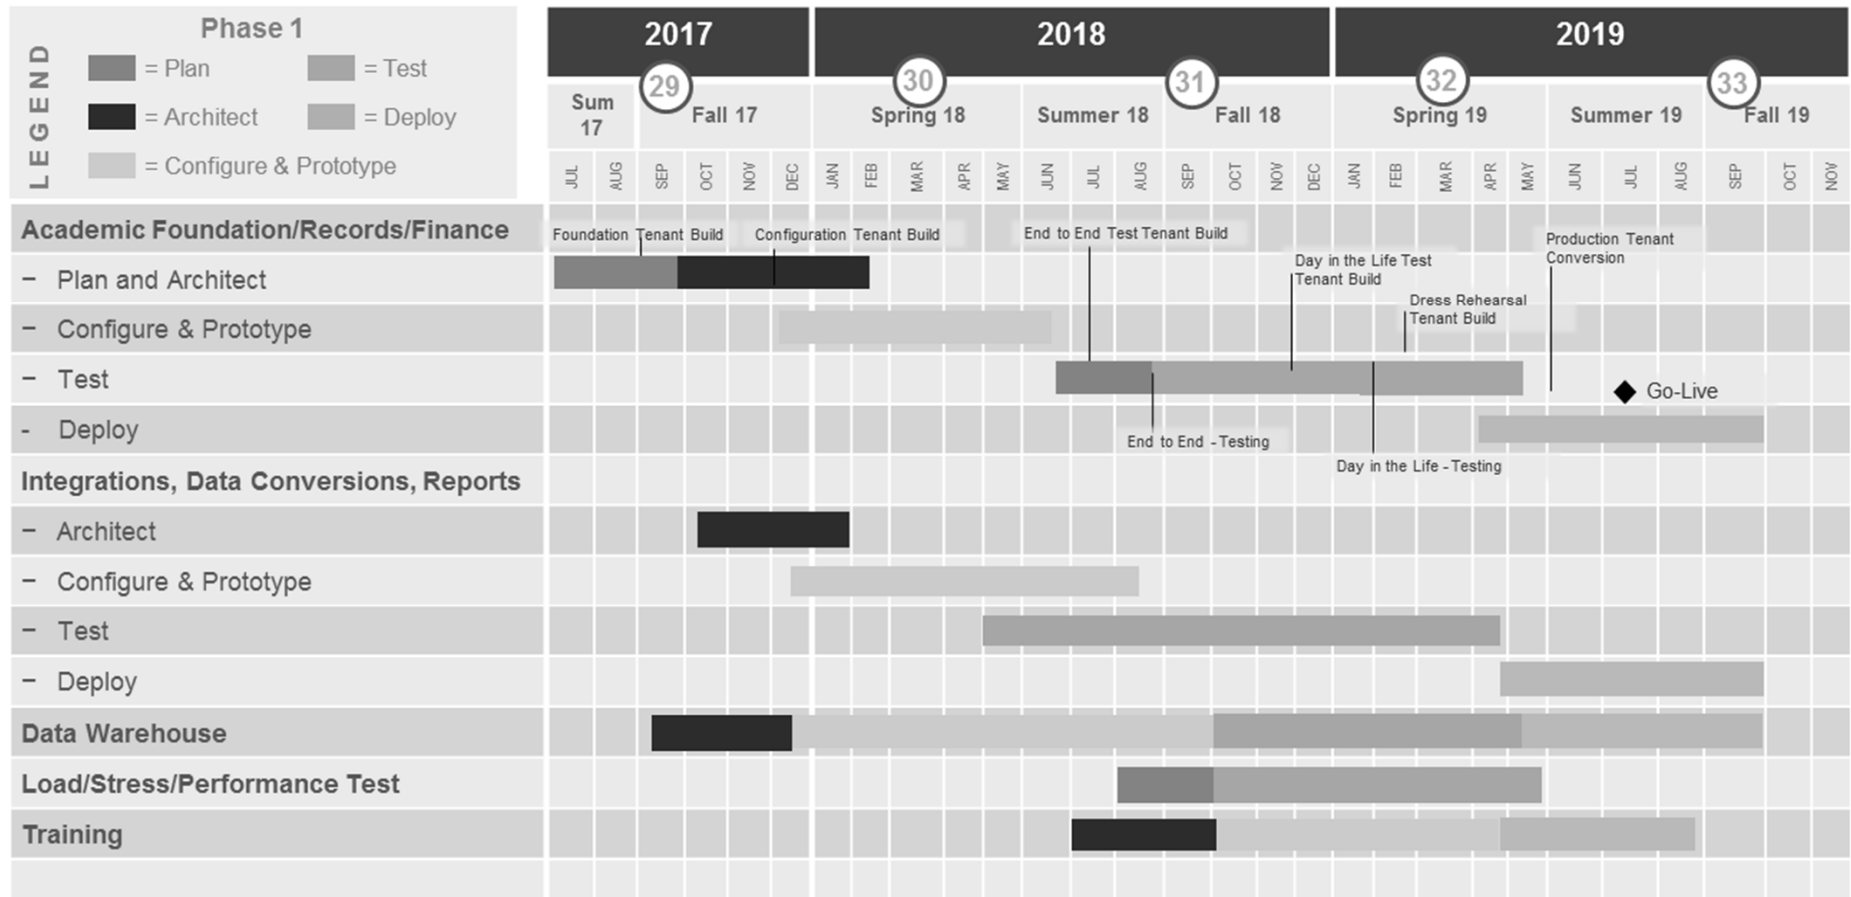 LEGEND
Phase 1
= Plan
= Test
= Architect
= Deploy
= Configure & Prototype
2017
2018
2019
29
30
31
32
33
Sum
17
Fall 17
Spring 18
Summer 18
Fall 18
Spring 19
Summer 19
Fall 19
JUL
AUG
SEP
OCT
NOV
DEC
JAN
FEB
MAR
APR
MAY
JUN
JUL
AUG
SEP
OCT
NOV
DEC
JAN
FEB
MAR
APR
MAY
JUN
JUL
AUG
SEP
OCT
NOV
Academic Foundation/Records/Finance
Foundation Tenant Build
Configuration Tenant Build
End to End Test Tenant Build
Production Tenant
Conversion
Day in the Life Test
Tenant Build
– Plan and Architect
Dress Rehearsal
Tenant Build
– Configure & Prototype
– Test
Go-Live
- Deploy
End to End - Testing
Day in the Life - Testing
Integrations, Data Conversions, Reports
– Architect
– Configure & Prototype
– Test
– Deploy
Data Warehouse
Load/Stress/Performance Test
Training